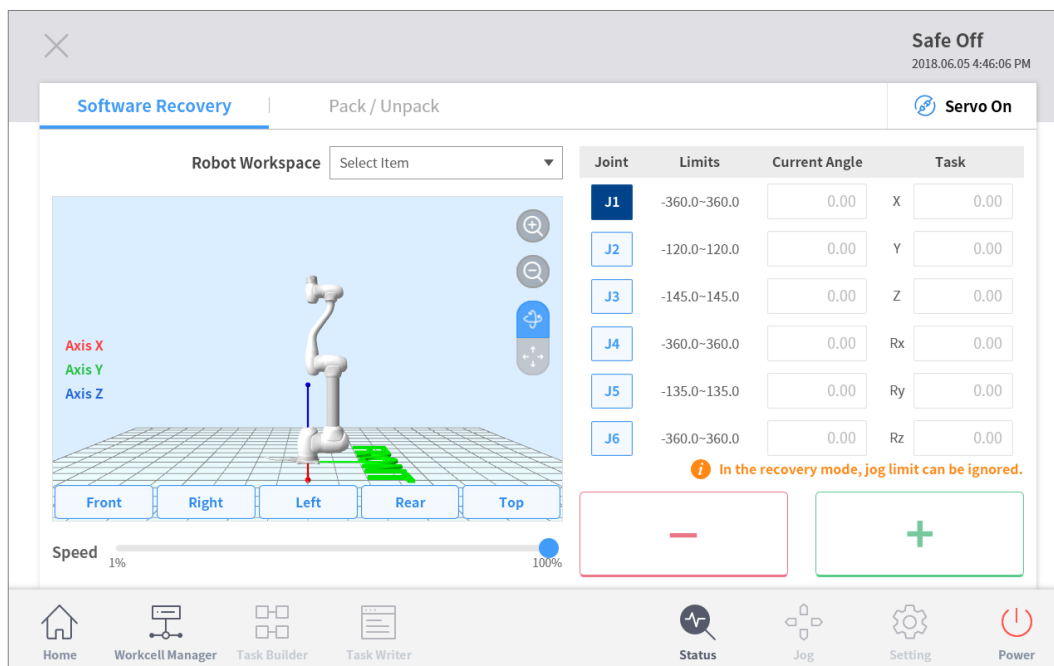 Safe Off
2018.06.05 4:46:06 PM
Software Recovery
Pack / Unpack
Servo On
Robot Workspace
Select Item
Axis X
Axis Y
Axis Z
Front Right Left Rear Top
Speed
1%
100%
Joint Limits Current Angle Task
J1 -360.0~360.0 0.00 X 0.00
J2 -120.0~120.0 0.00 Y 0.00
J3 -145.0~145.0 0.00 Z 0.00
J4 -360.0~360.0 0.00 Rx 0.00
J5 -135.0~135.0 0.00 Ry 0.00
J6 -360.0~360.0 0.00 Rz 0.00
i In the recovery mode, jog limit can be ignored.
− +
Home Workcell Manager Task Builder Task Writer Status Jog Setting Power